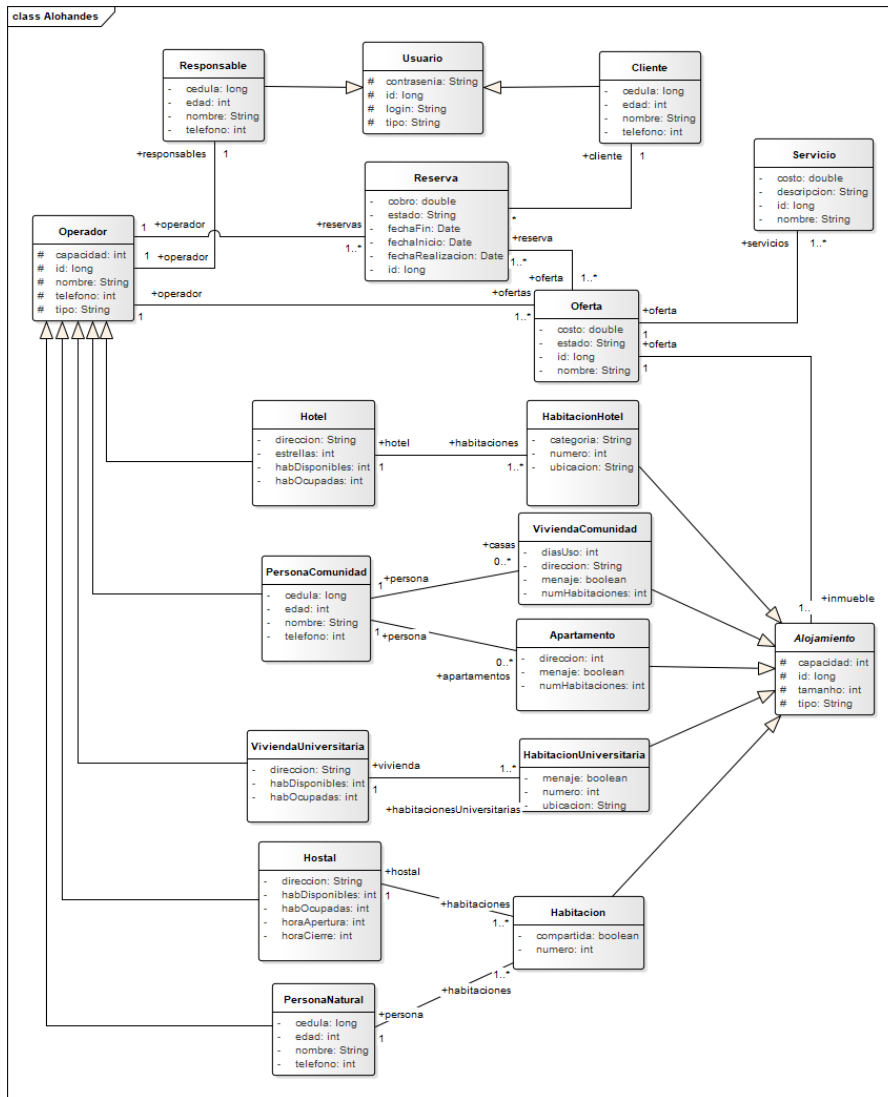 class Alohandes
Responsable
- cedula: long
- edad: int
- nombre: String
- telefono: int
Usuario
# contrasenia: String
# id: long
# login: String
# tipo: String
Cliente
- cedula: long
- edad: int
- nombre: String
- telefono: int
+responsables 1
+cliente 1
Servicio
- costo: double
- descripcion: String
- id: long
- nombre: String
+servicios 1..*
Reserva
- cobro: double
- estado: String
- fechaFin: Date
- fechaInicio: Date
- fechaRealizacion: Date
- id: long
*
+reserva
1..*
Operador
# capacidad: int
# id: long
# nombre: String
# telefono: int
# tipo: String
1 +operador
+reservas
1..*
1 +operador
+operador
1
+ofertas
1..*
+oferta 1..*
Oferta
- costo: double
- estado: String
- id: long
- nombre: String
+oferta
1
+oferta
1
Hotel
- direccion: String
- estrellas: int
- habDisponibles: int
- habOcupadas: int
+hotel
1
+habitaciones
1..*
HabitacionHotel
- categoria: String
- numero: int
- ubicacion: String
ViviendaComunidad
- diasUso: int
- direccion: String
- menaje: boolean
- numHabitaciones: int
+casas
0..*
PersonaComunidad
- cedula: long
- edad: int
- nombre: String
- telefono: int
+persona
1
1
+persona
0..*
+apartamentos
Apartamento
- direccion: int
- menaje: boolean
- numHabitaciones: int
1..
+inmueble
Alojamiento
# capacidad: int
# id: long
# tamanho: int
# tipo: String
ViviendaUniversitaria
- direccion: String
- habDisponibles: int
- habOcupadas: int
+vivienda
1
1..*
+habitacionesUniversitarias
HabitacionUniversitaria
- menaje: boolean
- numero: int
- ubicacion: String
Hostal
- direccion: String
- habDisponibles: int
- habOcupadas: int
- horaApertura: int
- horaCierre: int
+hostal
1
+habitaciones
1..*
Habitacion
- compartida: boolean
- numero: int
1..*
+habitaciones
PersonaNatural
- cedula: long
- edad: int
- nombre: String
- telefono: int
+persona
1